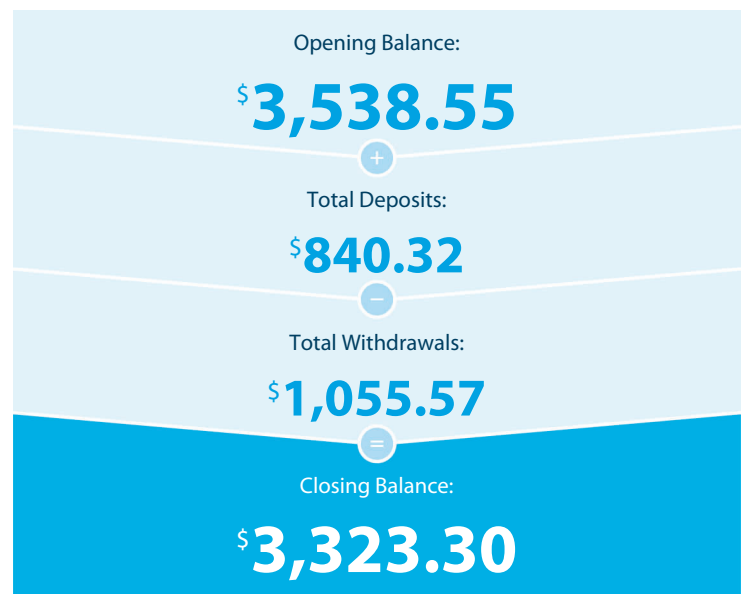 Opening Balance:
$3,538.55
+
Total Deposits:
$840.32
−
Total Withdrawals:
$1,055.57
=
Closing Balance:
$3,323.30